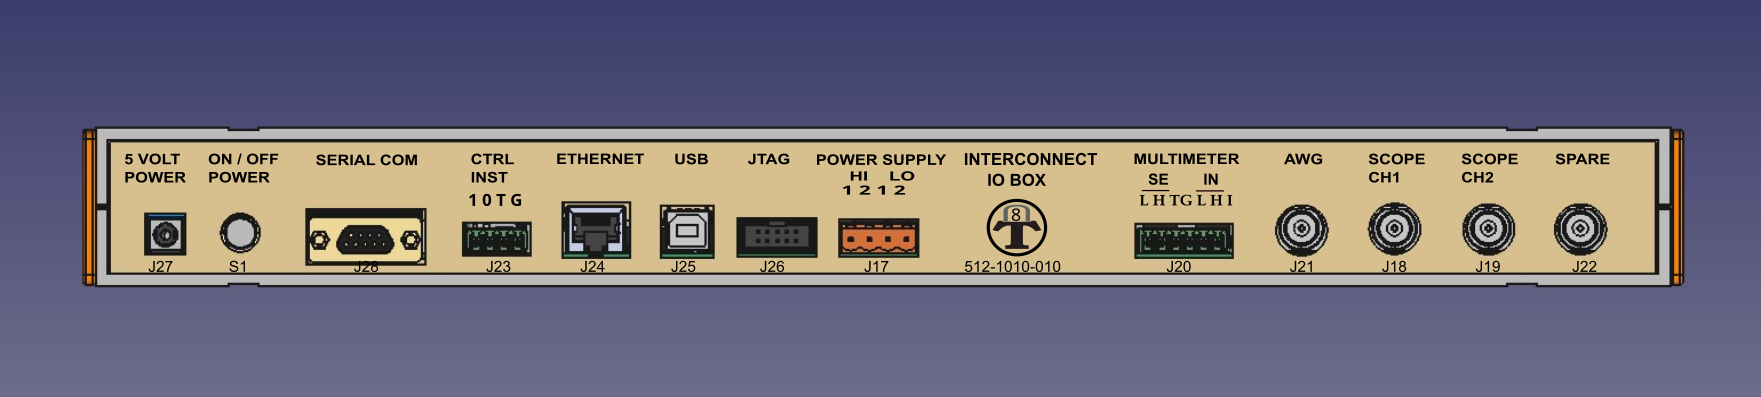 5 VOLT
POWER
J27
ON / OFF
POWER
S1
SERIAL COM
J28
CTRL
INST
1 0 T G
J23
ETHERNET
J24
USB
J25
JTAG
J26
POWER SUPPLY
HI LO
1 2 1 2
J17
INTERCONNECT
IO BOX
8
512-1010-010
MULTIMETER
SE IN
L H T G L H I
J20
AWG
J21
SCOPE
CH1
J18
SCOPE
CH2
J19
SPARE
J22